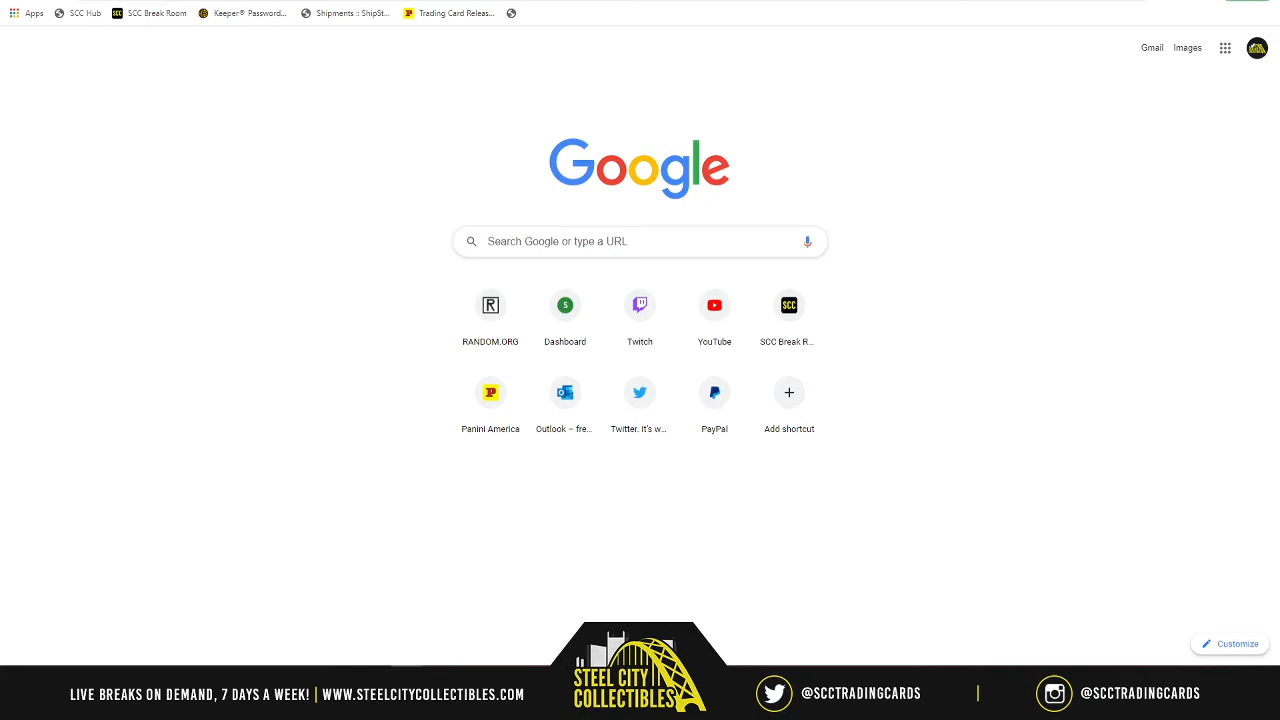 Apps SCC Hub SCC Break Room Keeper® Password... Shipments :: ShipSt... Trading Card Releas...
Gmail Images
Google
Search Google or type a URL
RANDOM.ORG Dashboard Twitch YouTube SCC Break R...
Panini America Outlook – fre... Twitter. It's w... PayPal Add shortcut
Customize
STEEL CITY
COLLECTIBLES
LIVE BREAKS ON DEMAND, 7 DAYS A WEEK! | WWW.STEELCITYCOLLECTIBLES.COM @SCCTRADINGCARDS | @SCCTRADINGCARDS